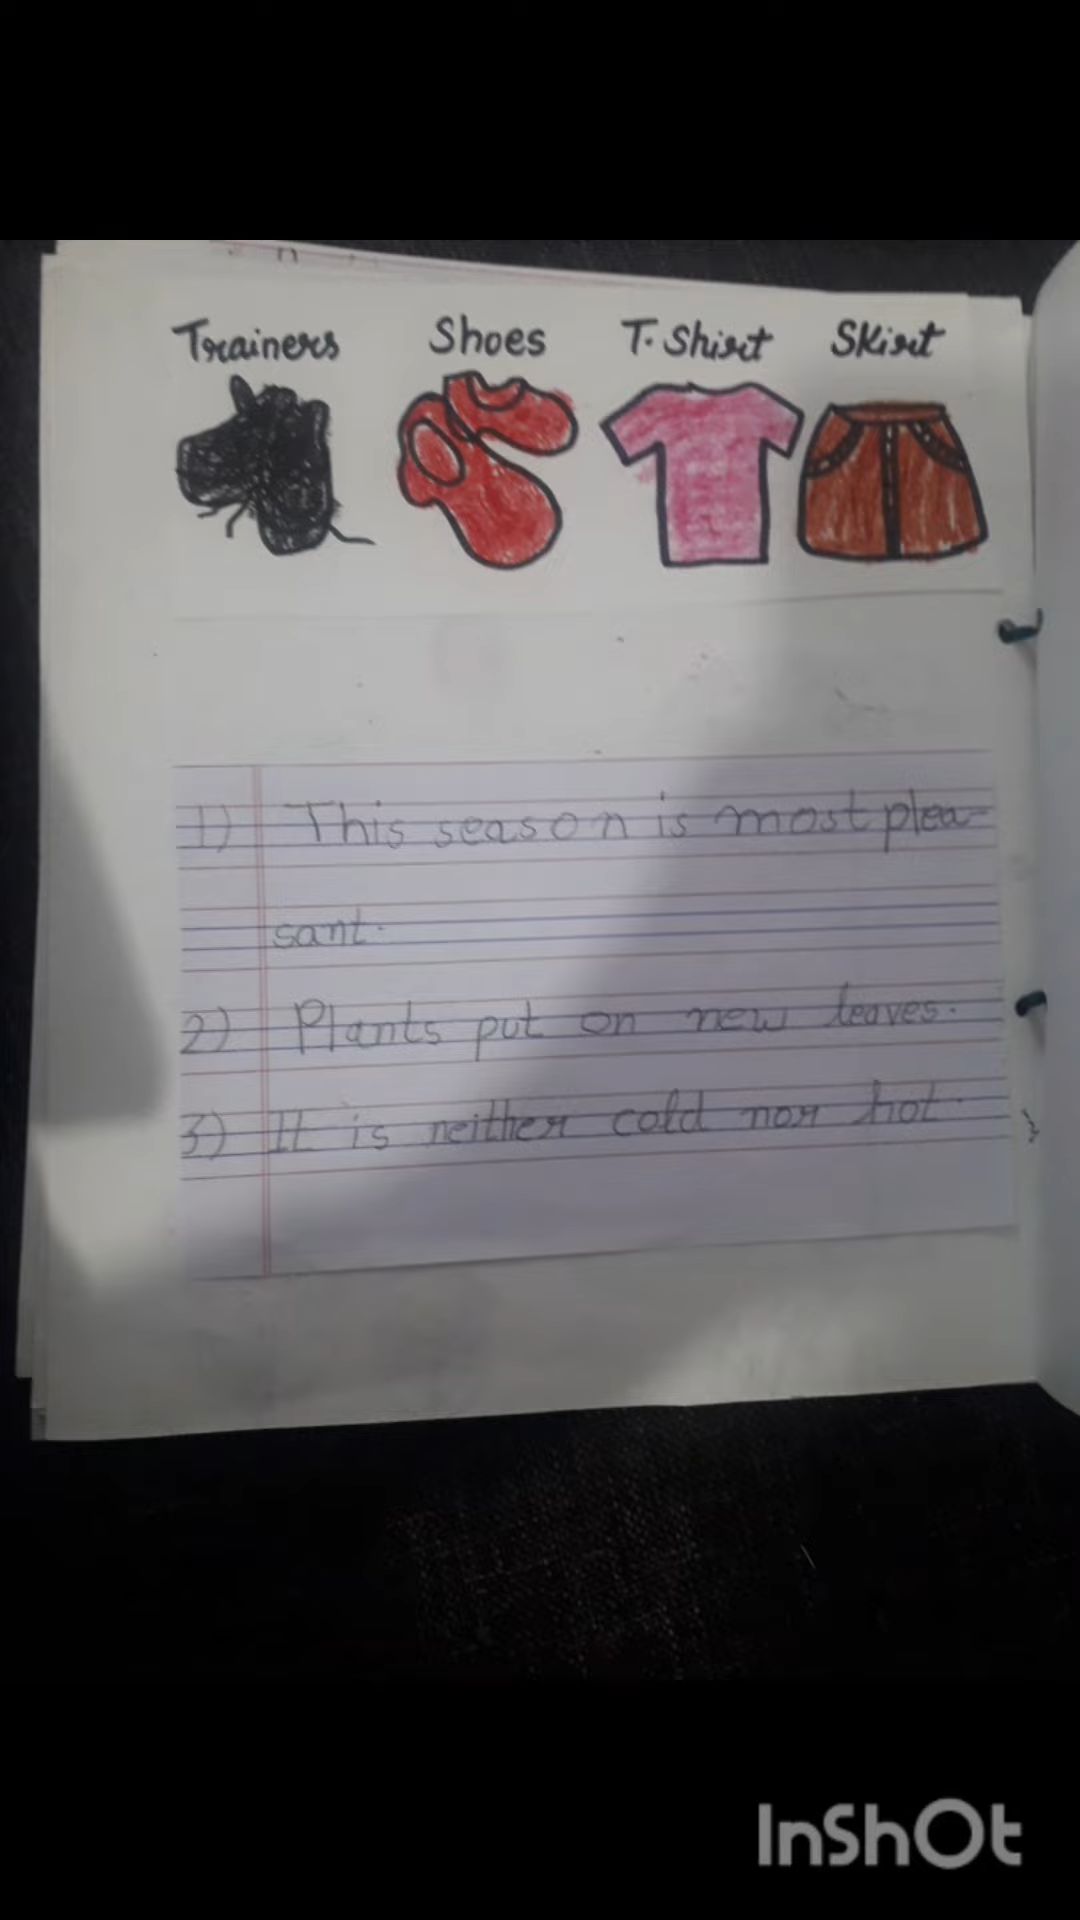 Trainers Shoes T. Shirt Skirt
1) This season is most plea-
sant.
2) Plants put on new leaves.
3) It is neither cold nor hot.
InShOt